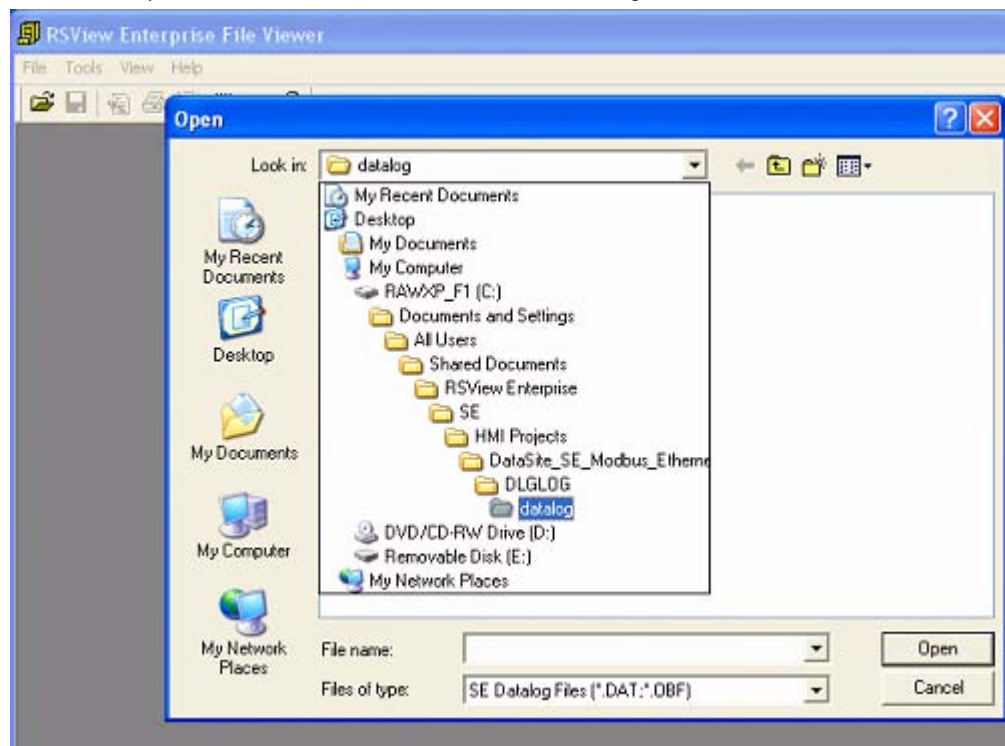 RSView Enterprise File Viewer
File Tools View Help
Open
Look in: datalog
My Recent Documents
Desktop
My Documents
My Computer
RAWXP_F1 (C:)
Documents and Settings
All Users
Shared Documents
RSView Enterprise
SE
HMI Projects
DataSite_SE_Modbus_Etherne
DLGLOG
datalog
DVD/CD-RW Drive (D:)
Removable Disk (E:)
My Network Places
My Recent
Documents
Desktop
My Documents
My Computer
My Network
Places
File name:
Open
Files of type: SE Datalog Files (*.DAT;*.OBF)
Cancel